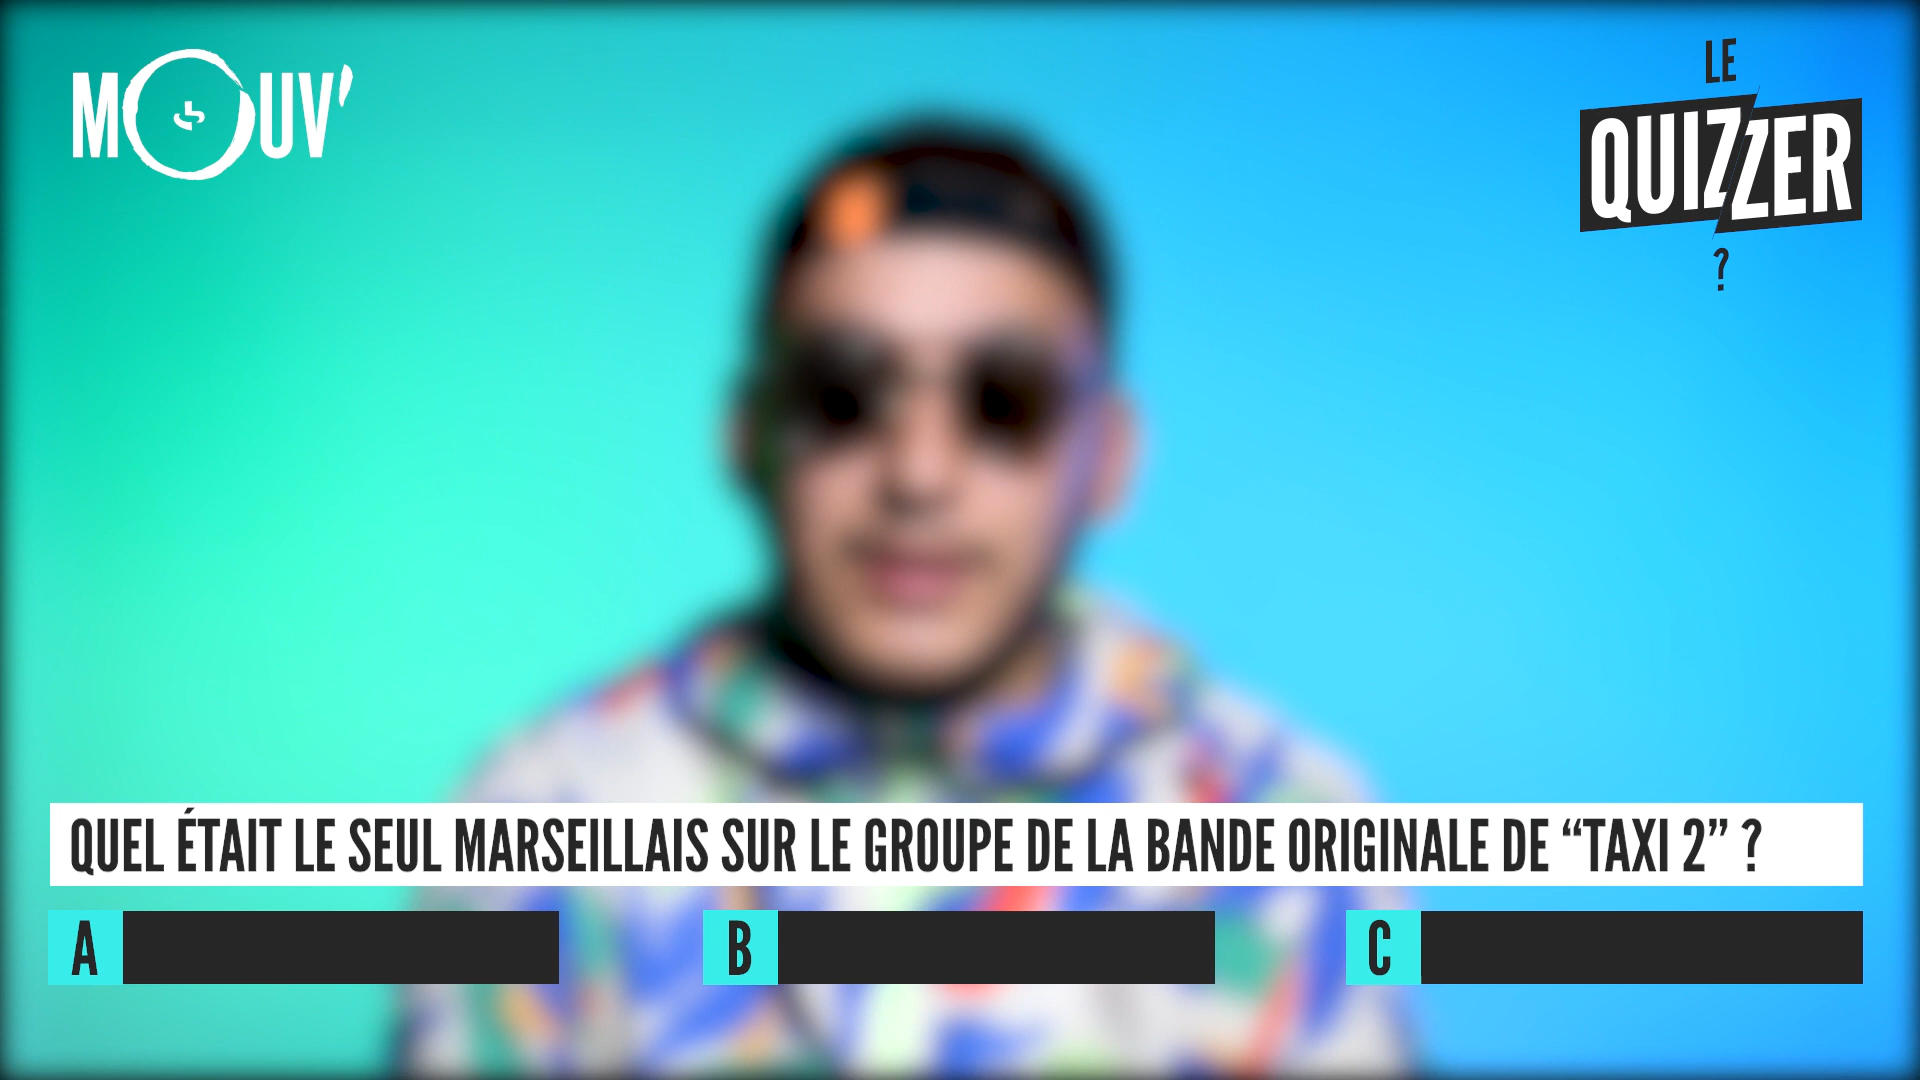 MOUV'
LE
QUIZZER
?
QUEL ÉTAIT LE SEUL MARSEILLAIS SUR LE GROUPE DE LA BANDE ORIGINALE DE “TAXI 2” ?
A
B
C